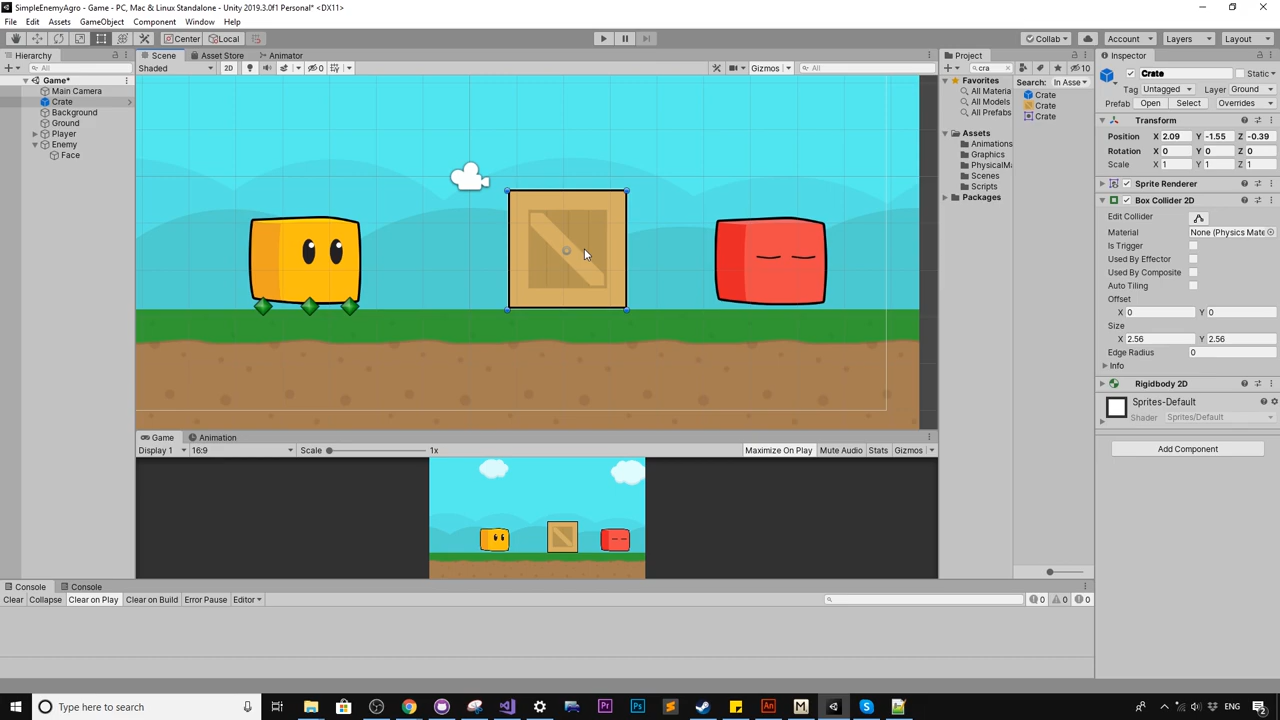 SimpleEnemyAgro - Game - PC, Mac & Linux Standalone - Unity 2019.3.0f1 Personal* <DX11>
File Edit Assets GameObject Component Window Help
Center Local Collab Account Layers Layout
Hierarchy
All
Game*
Main Camera
Crate
Background
Ground
Player
Enemy
Face
Scene Asset Store Animator
Shaded 2D 0 Gizmos All
Project
cra 10
Favorites
All Materia
All Models
All Prefabs
Assets
Animations
Graphics
PhysicalMa
Scenes
Scripts
Packages
Search: In Asse
Crate
Crate
Crate
Inspector
Crate Static
Tag Untagged Layer Ground
Prefab Open Select Overrides
Transform
Position X 2.09 Y -1.55 Z -0.39
Rotation X 0 Y 0 Z 0
Scale X 1 Y 1 Z 1
Sprite Renderer
Box Collider 2D
Edit Collider
Material None (Physics Mate
Is Trigger
Used By Effector
Used By Composite
Auto Tiling
Offset
X 0 Y 0
Size
X 2.56 Y 2.56
Edge Radius 0
Info
Rigidbody 2D
Sprites-Default
Shader Sprites/Default
Add Component
Game Animation
Display 1 16:9 Scale 1x Maximize On Play Mute Audio Stats Gizmos
Console Console
Clear Collapse Clear on Play Clear on Build Error Pause Editor 0 0 0
Type here to search
ENG